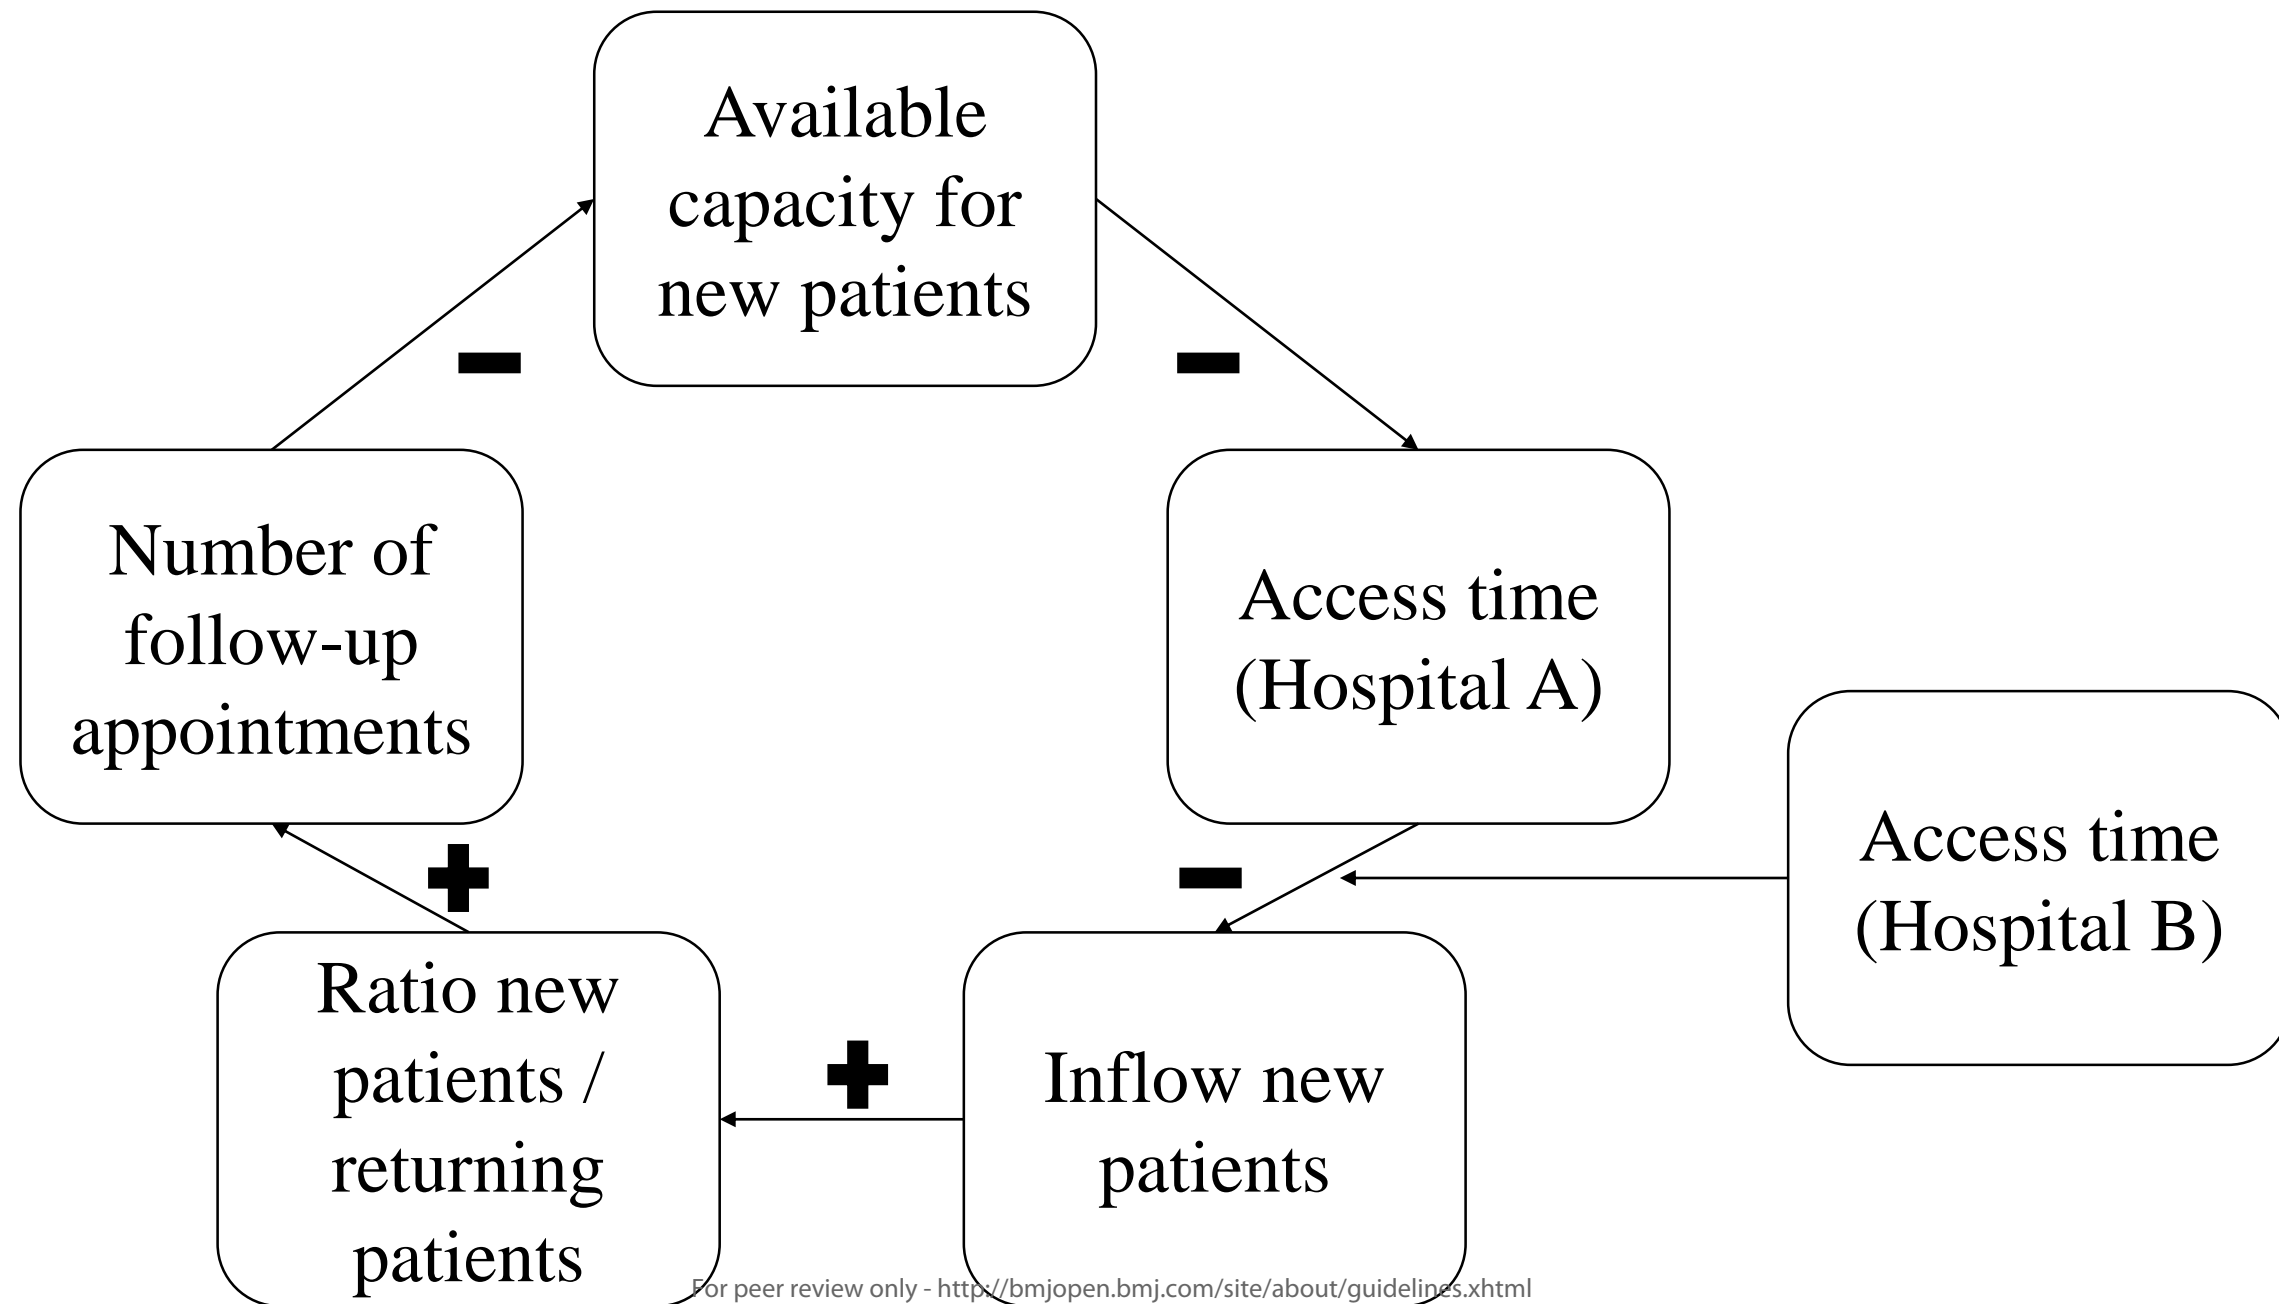 Available
capacity for
new patients
Number of
follow-up
appointments
Access time
(Hospital A)
Access time
(Hospital B)
Ratio new
patients /
returning
patients
Inflow new
patients
For peer review only - http://bmjopen.bmj.com/site/about/guidelines.xhtml